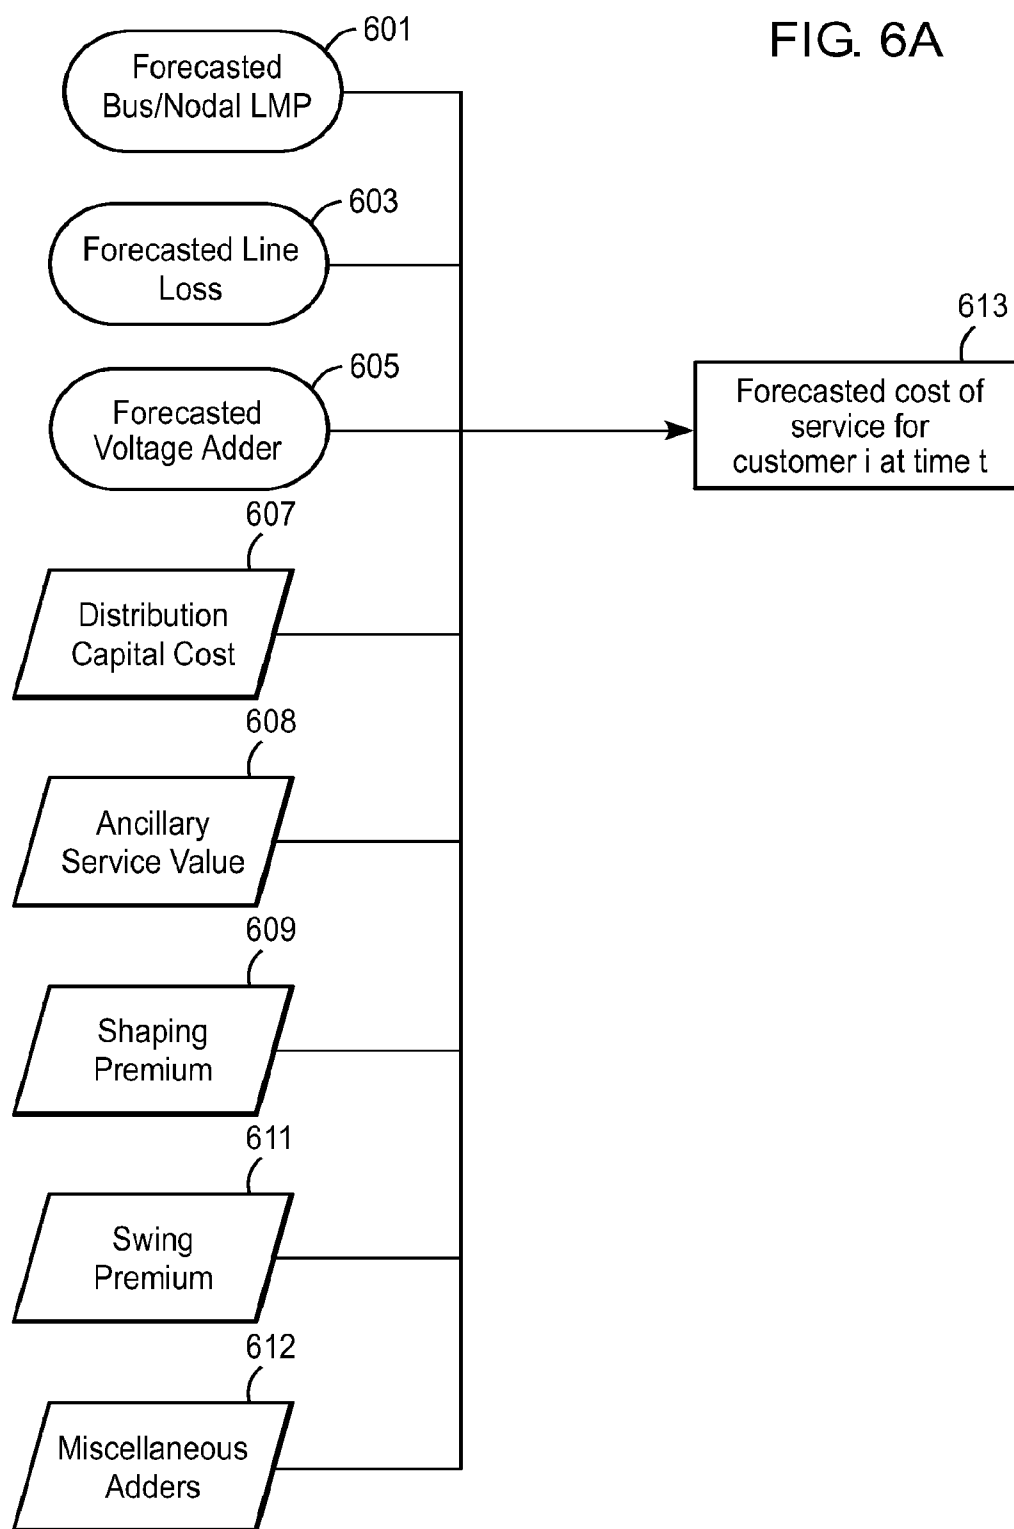 FIG. 6A
601
Forecasted
Bus/Nodal LMP
603
Forecasted Line
Loss
605
Forecasted
Voltage Adder
613
Forecasted cost of
service for
customer i at time t
607
Distribution
Capital Cost
608
Ancillary
Service Value
609
Shaping
Premium
611
Swing
Premium
612
Miscellaneous
Adders